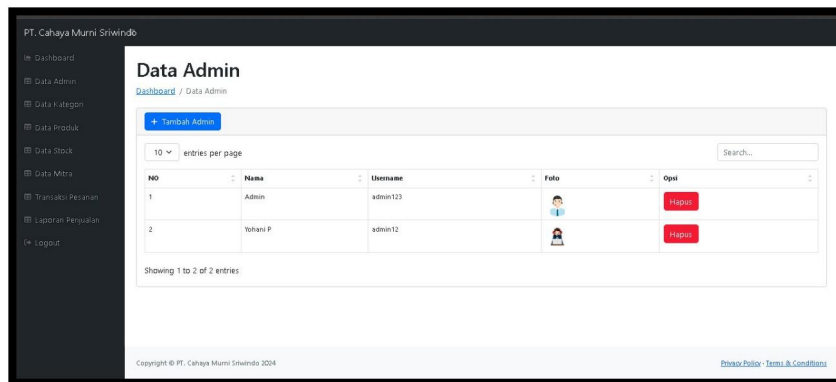 PT. Cahaya Murni Sriwindo
Dashboard
Data Admin
Data Kategori
Data Produk
Data Stock
Data Mitra
Transaksi Pesanan
Laporan Penjualan
Logout
Data Admin
Dashboard / Data Admin
+ Tambah Admin
10 entries per page
Search...
NO Nama Username Foto Opsi
1 Admin admin123 Hapus
2 Yohani P admin12 Hapus
Showing 1 to 2 of 2 entries
Copyright © PT. Cahaya Murni Sriwindo 2024
Privacy Policy · Terms & Conditions